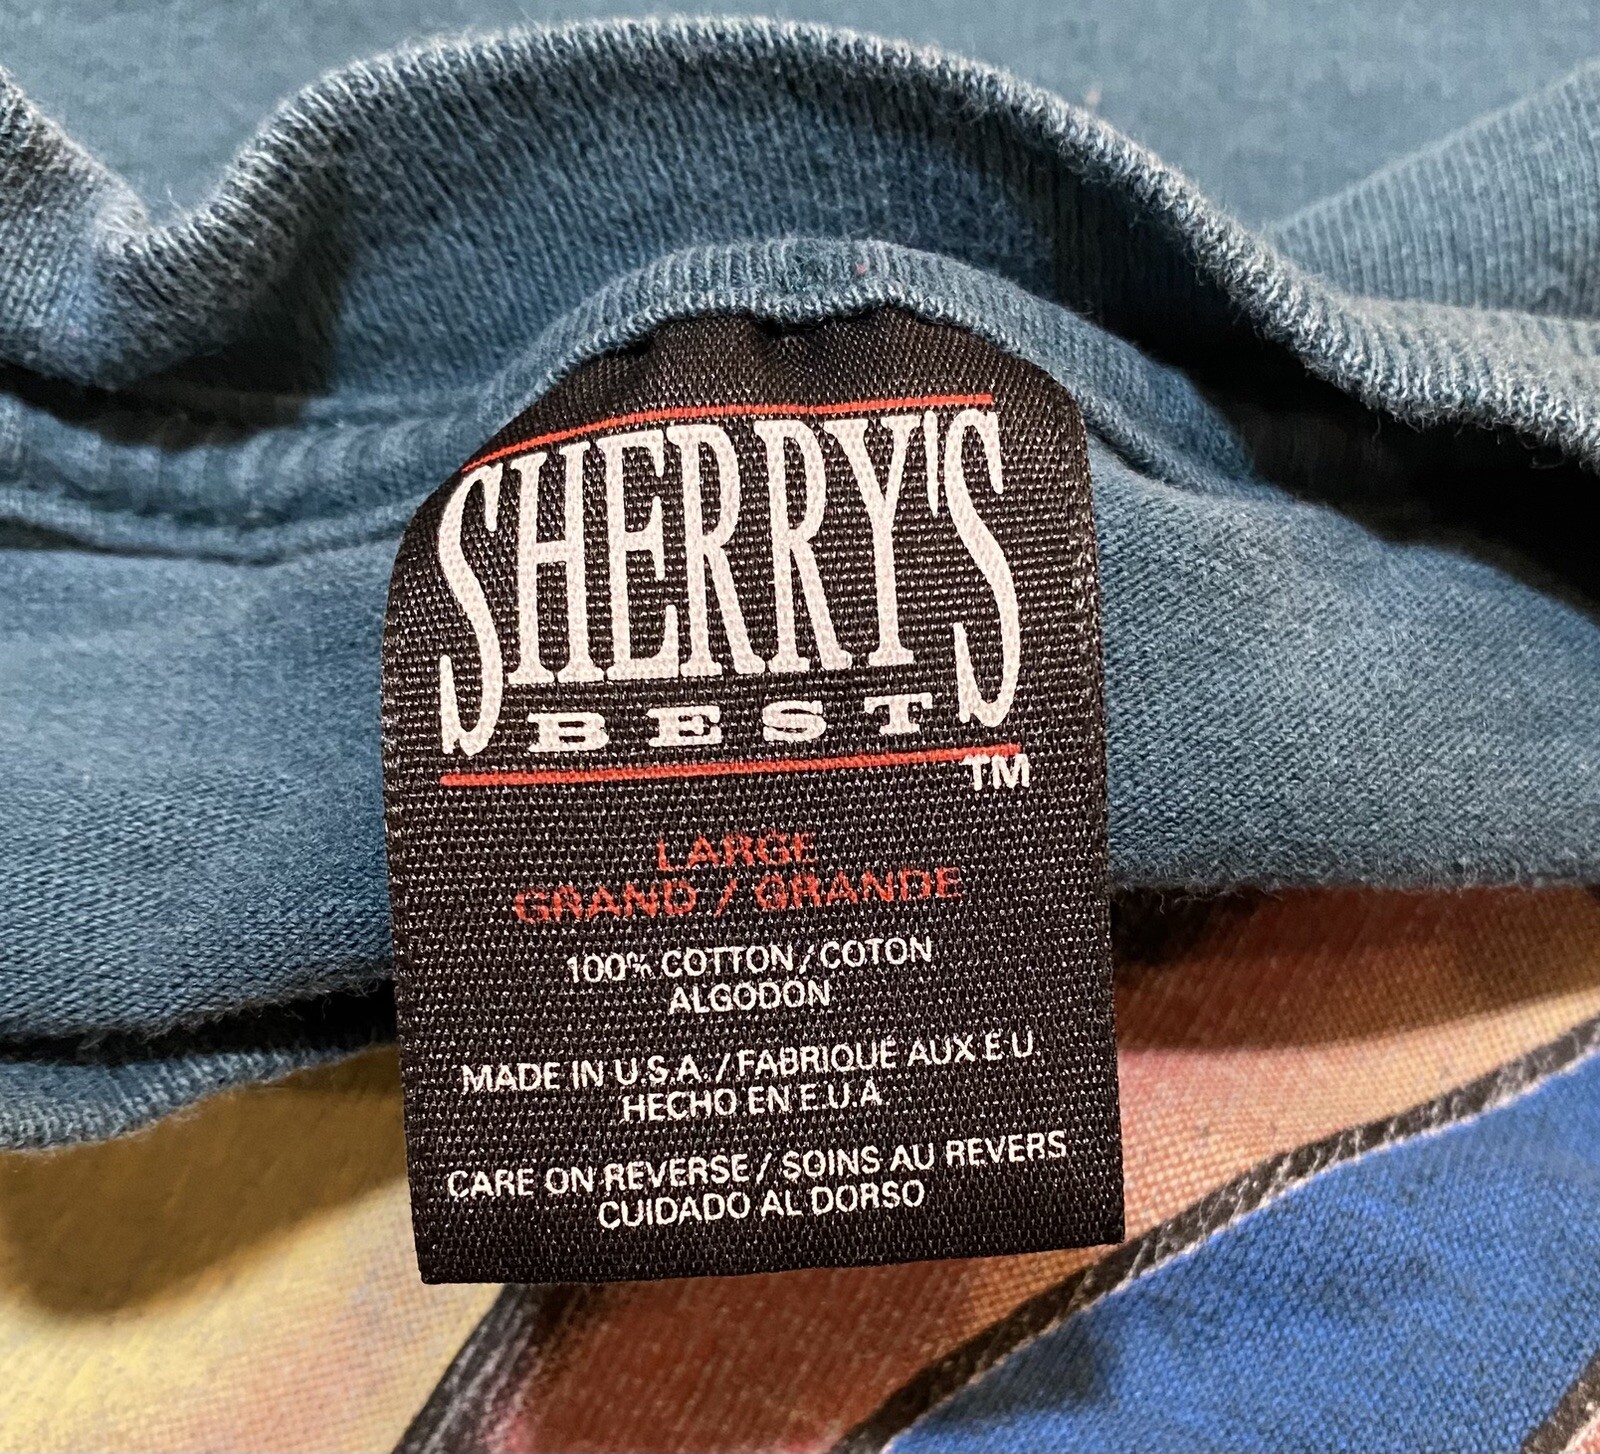 SHERRY'S
BEST
TM
LARGE
GRAND / GRANDE
100% COTTON / COTON
ALGODON
MADE IN U.S.A. / FABRIQUÉ AUX É.U.
HECHO EN E.U.A
CARE ON REVERSE / SOINS AU REVERS
CUIDADO AL DORSO